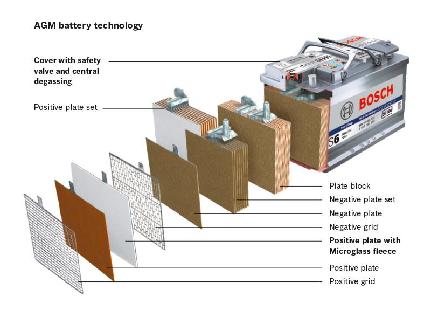 AGM battery technology
Cover with safety
valve and central
degassing
Positive plate set
BOSCH
S6
Plate block
Negative plate set
Negative plate
Negative grid
Positive plate with
Microglass fleece
Positive plate
Positive grid